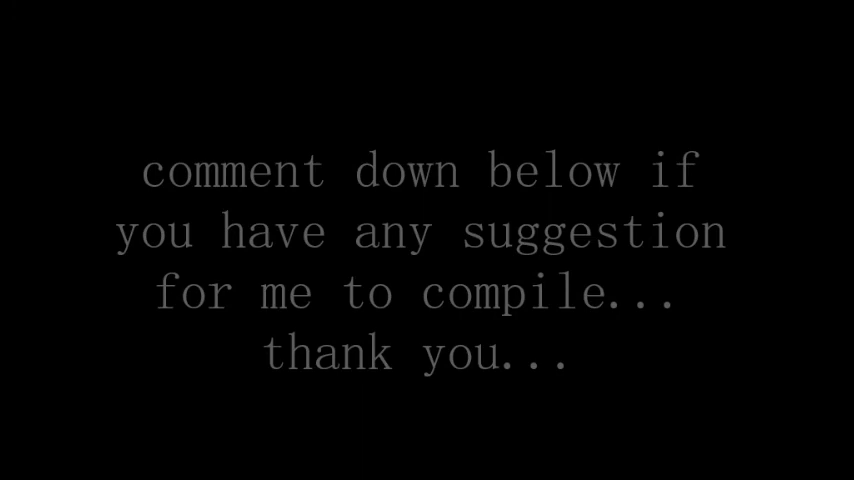 comment down below if
you have any suggestion
for me to compile...
thank you...